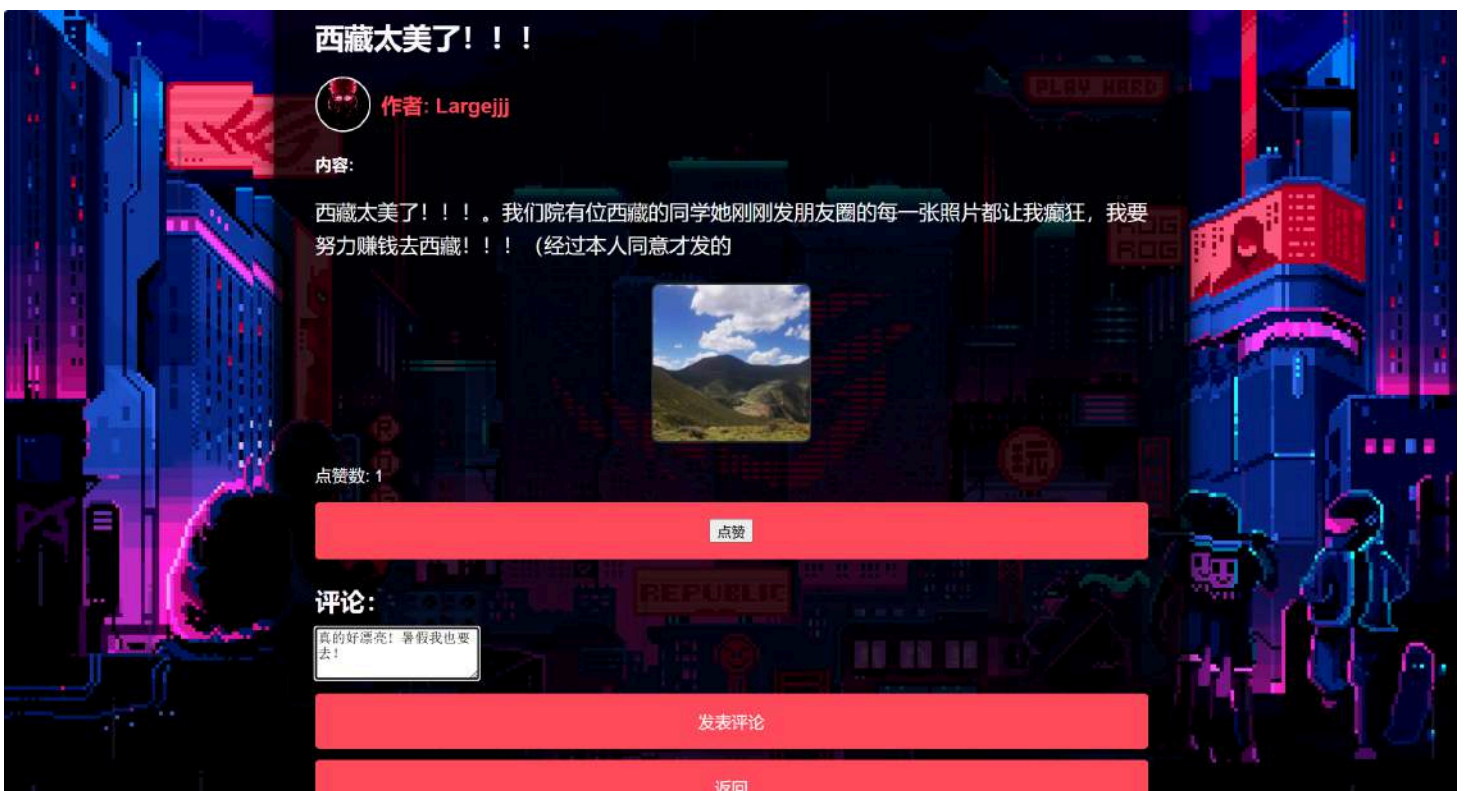 西藏太美了！！！
作者: Largejjj
PLAY HARD
内容:
西藏太美了！！！。我们院有位西藏的同学她刚刚发朋友圈的每一张照片都让我癫狂，我要
努力赚钱去西藏！！！（经过本人同意才发的
ROG
ROG
点赞数: 1
玩
点赞
REPUBLIC
评论：
真的好漂亮！暑假我也要
去！
发表评论
返回